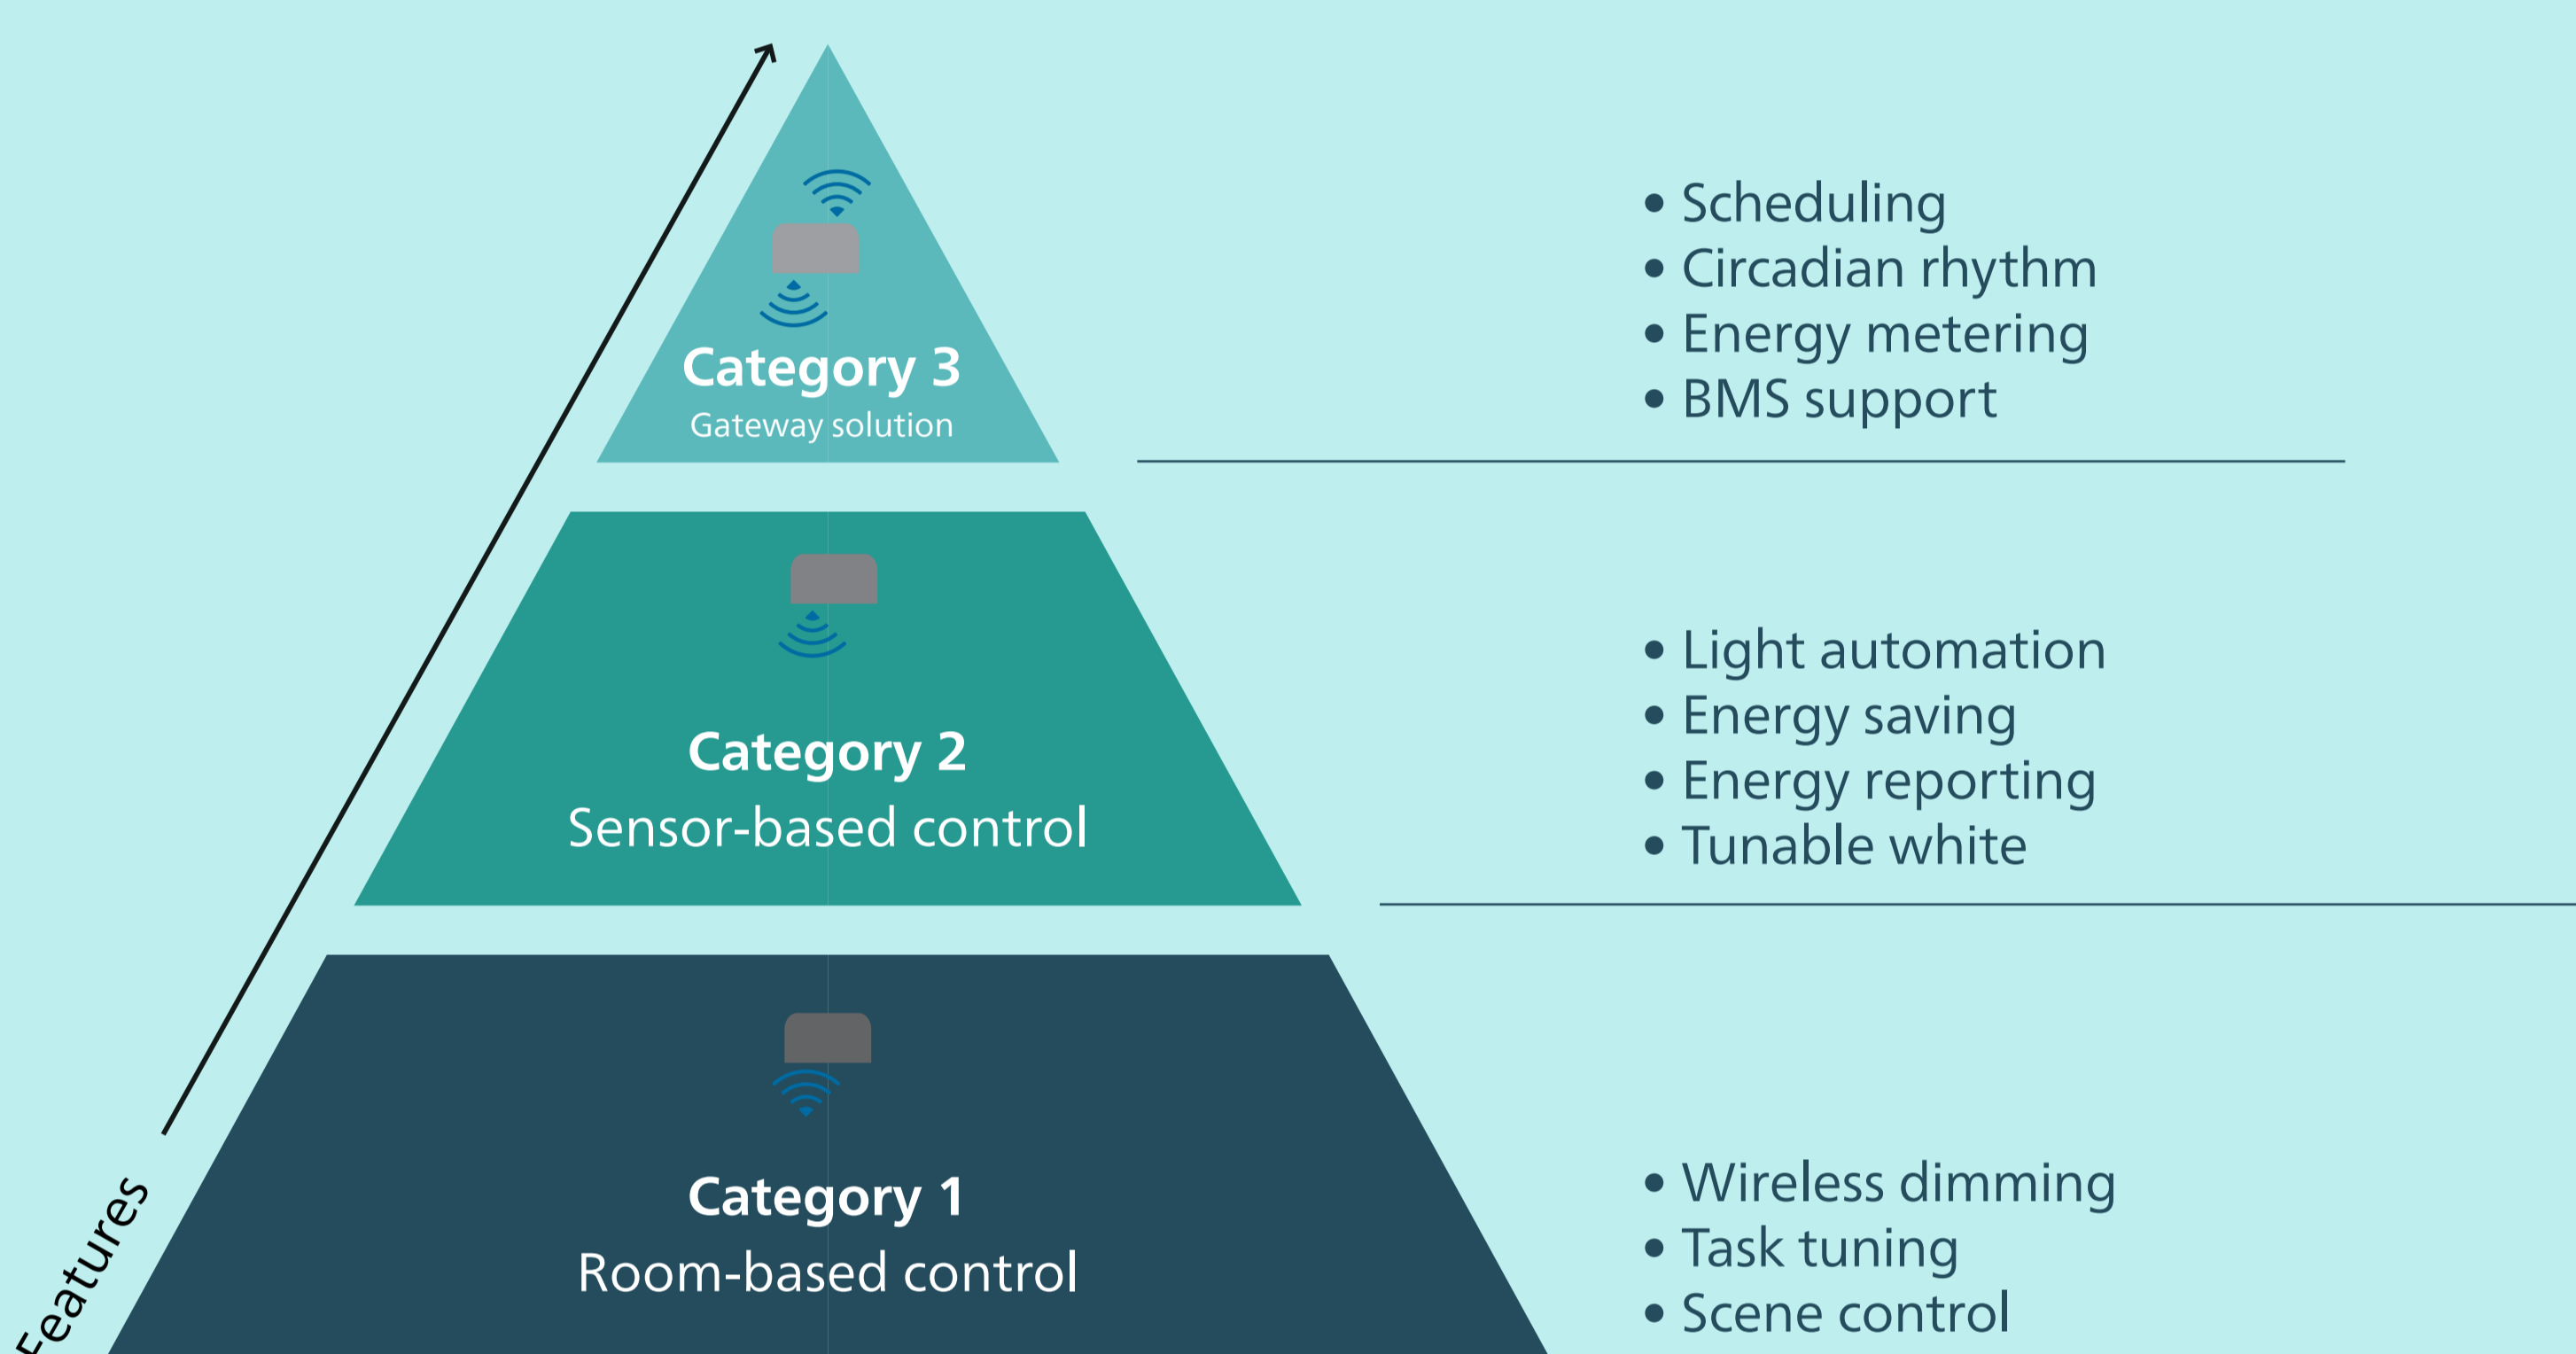 Category 3
Gateway solution
• Scheduling
• Circadian rhythm
• Energy metering
• BMS support
Category 2
Sensor-based control
• Light automation
• Energy saving
• Energy reporting
• Tunable white
Category 1
Room-based control
• Wireless dimming
• Task tuning
• Scene control
Features